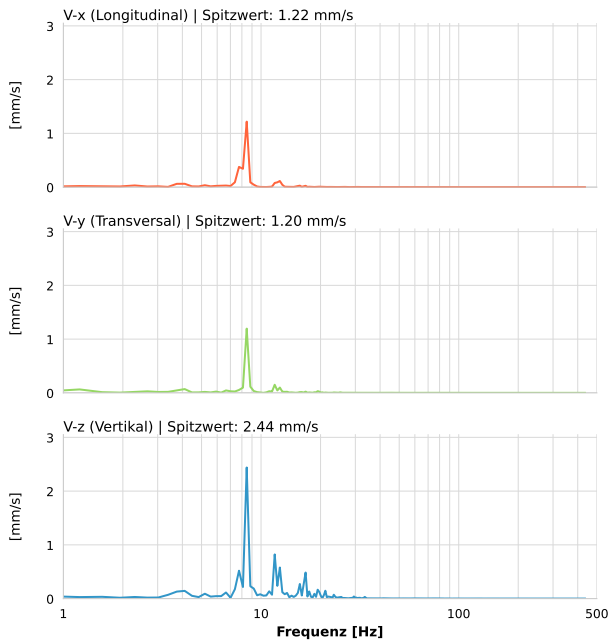 V-x (Longitudinal) | Spitzwert: 1.22 mm/s
3
2
[mm/s]
1
0
V-y (Transversal) | Spitzwert: 1.20 mm/s
3
2
[mm/s]
1
0
V-z (Vertikal) | Spitzwert: 2.44 mm/s
3
2
[mm/s]
1
0
1 10 100 500
Frequenz [Hz]